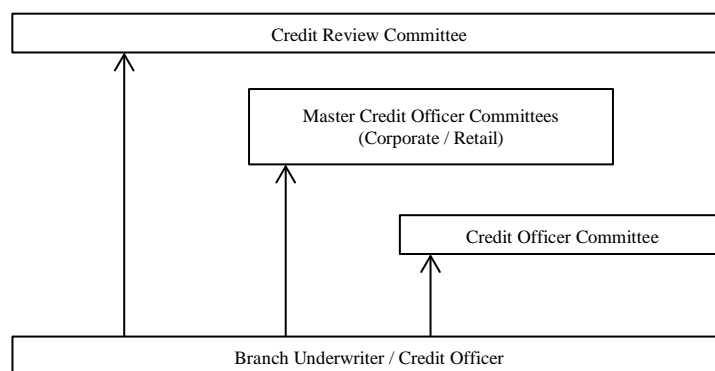 Credit Review Committee
Master Credit Officer Committees
(Corporate / Retail)
Credit Officer Committee
Branch Underwriter / Credit Officer